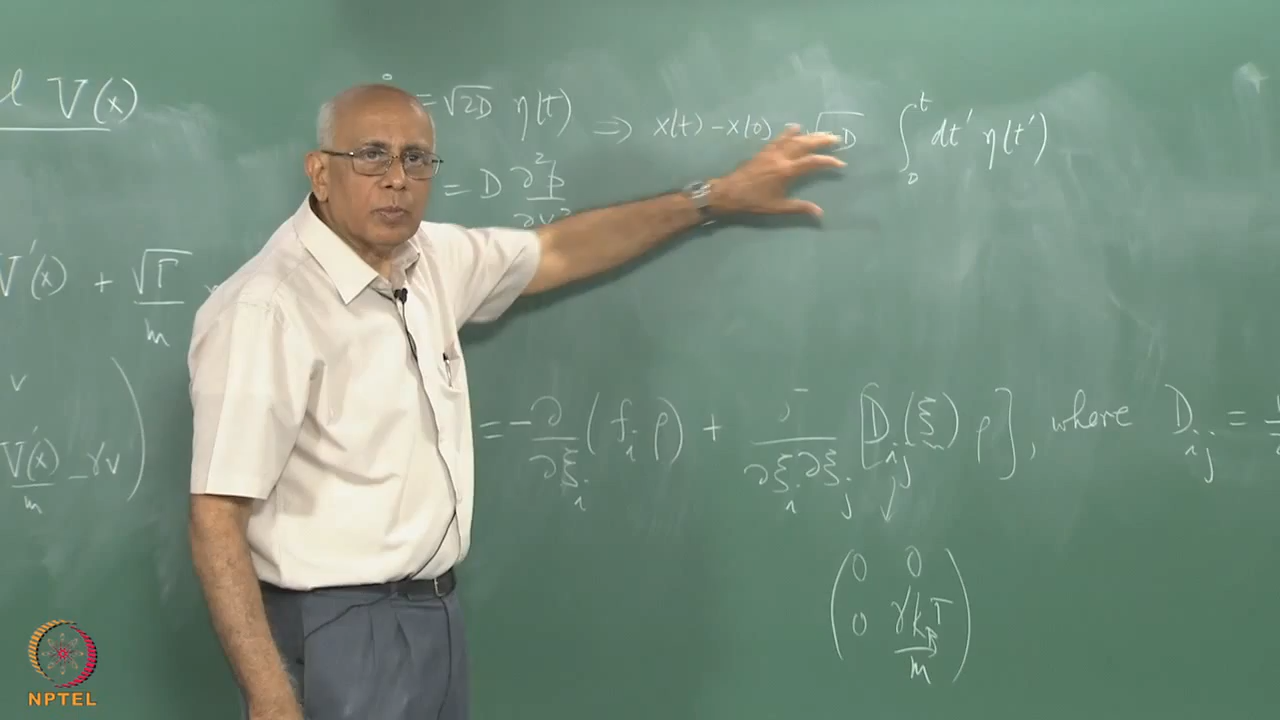 l V(x)
= √2D η(t) ⇒ x(t) - x(0) = √2D ∫₀ᵗ dt′ η(t′)
= D ∂²p
V′(x) + √Γ/m
v
V′(x)/m - γv
= - ∂/∂ξᵢ (fᵢ ρ) + ∂²/∂ξᵢ∂ξⱼ [Dᵢⱼ(ξ) ρ], where Dᵢⱼ =
0 0
0 γk_BT/m
NPTEL